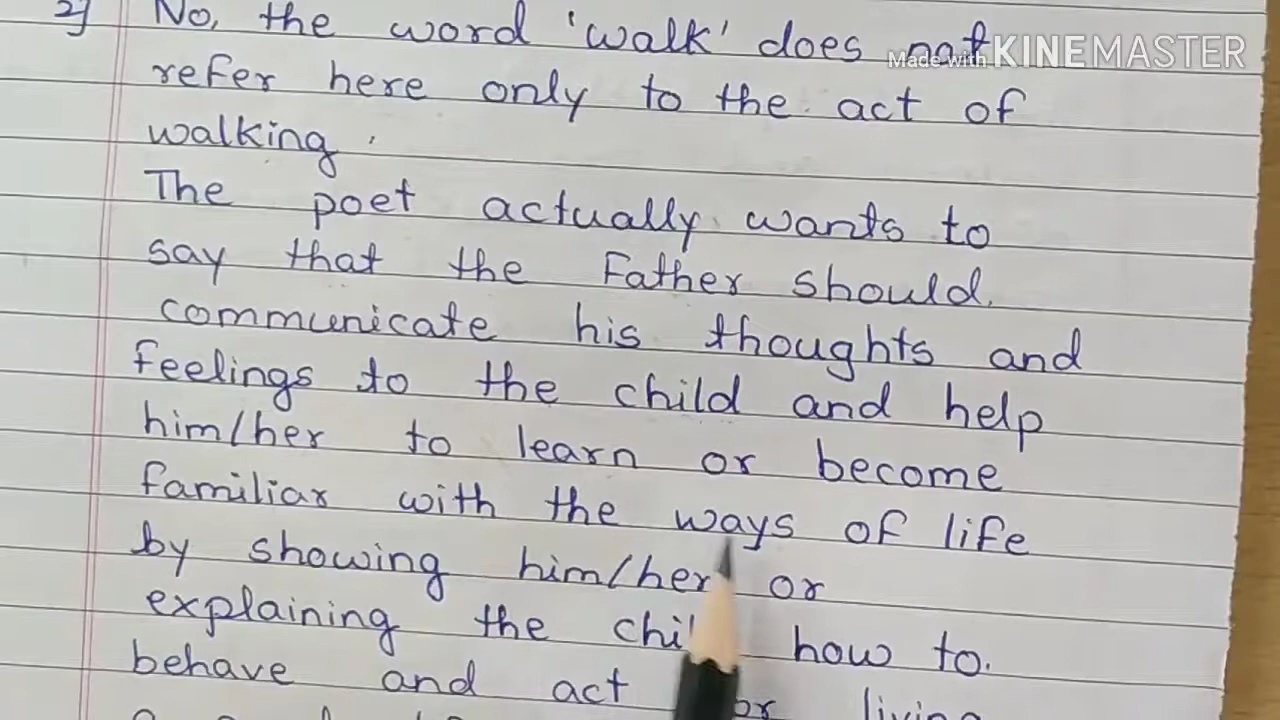 2) No, the word 'walk' does not
Made with KINEMASTER
refer here only to the act of
walking.
The poet actually wants to
say that the Father should
communicate his thoughts and
feelings to the child and help
him/her to learn or become
familiar with the ways of life
by showing him/her or
explaining the chil how to
behave and act or living